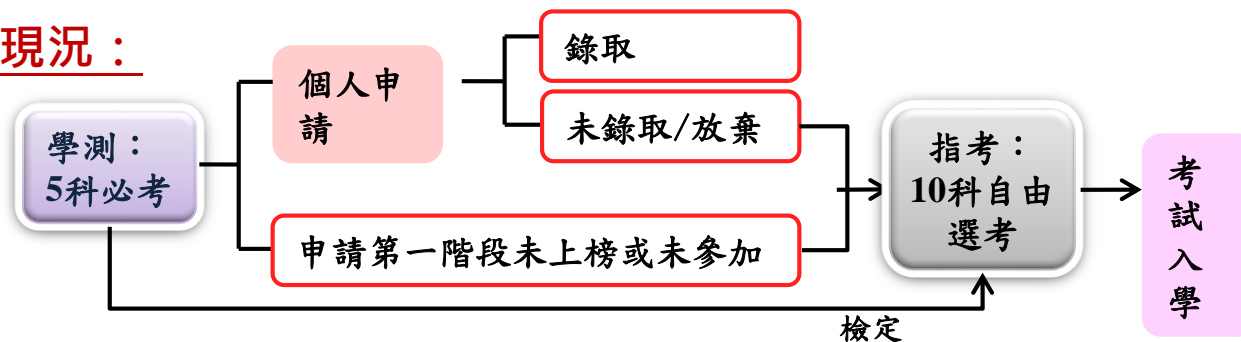 現況：
學測：
5科必考
個人申
請
錄取
未錄取/放棄
申請第一階段未上榜或未參加
指考：
10科自由
選考
檢定
考
試
入
學